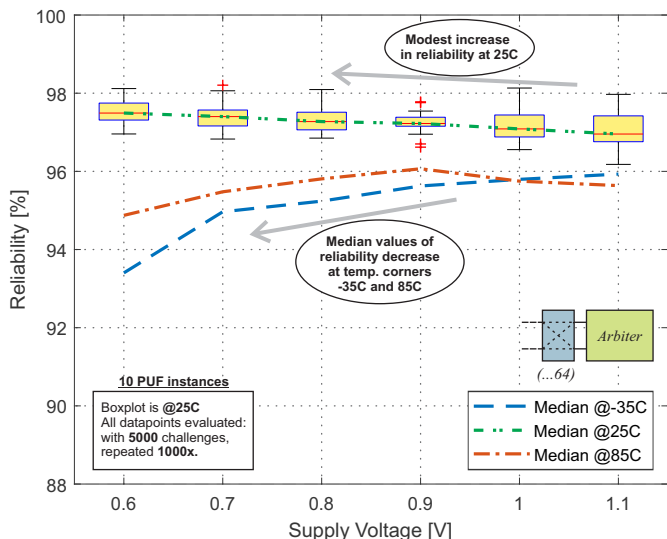 100
98
96
94
92
90
88
Reliability [%]
Modest increase
in reliability at 25C
Median values of
reliability decrease
at temp. corners
-35C and 85C
Arbiter
(...64)
10 PUF instances
Boxplot is @25C
All datapoints evaluated:
with 5000 challenges,
repeated 1000x.
Median @-35C
Median @25C
Median @85C
0.6 0.7 0.8 0.9 1 1.1
Supply Voltage [V]